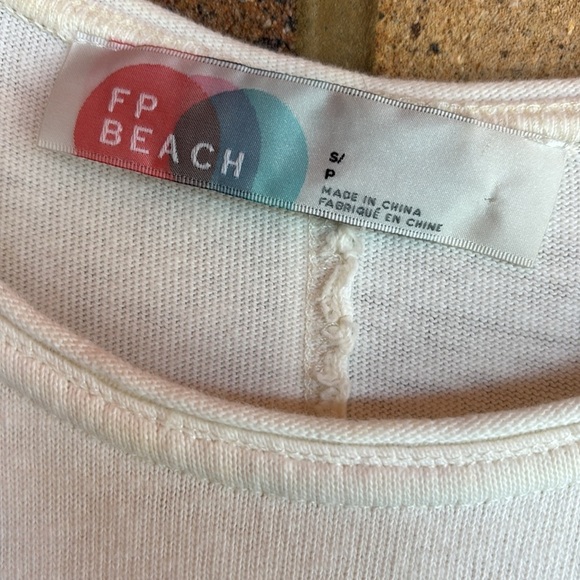 FP
BEACH
S/
P
MADE IN CHINA
FABRIQUÉ EN CHINE